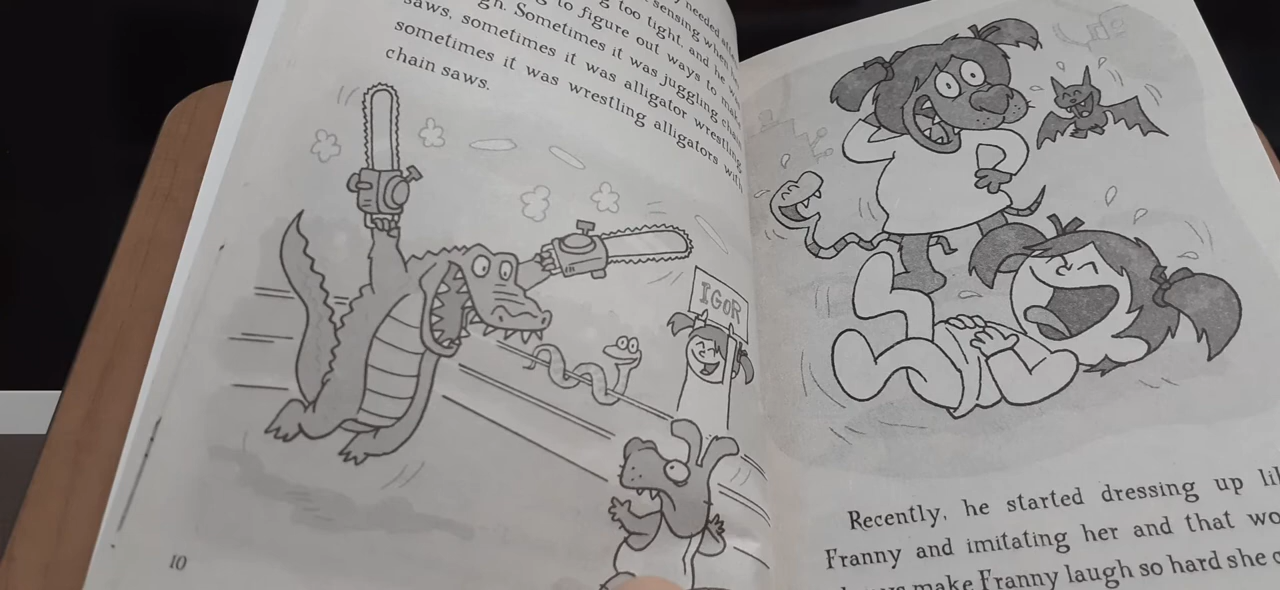 y needed
sensing when
too tight, and he
to figure out ways to make
gh. Sometimes it was juggling chain
saws, sometimes it was alligator wrestling,
sometimes it was wrestling alligators with
chain saws.
IGOR
10
Recently, he started dressing up
Franny and imitating her and that
make Franny laugh so hard she